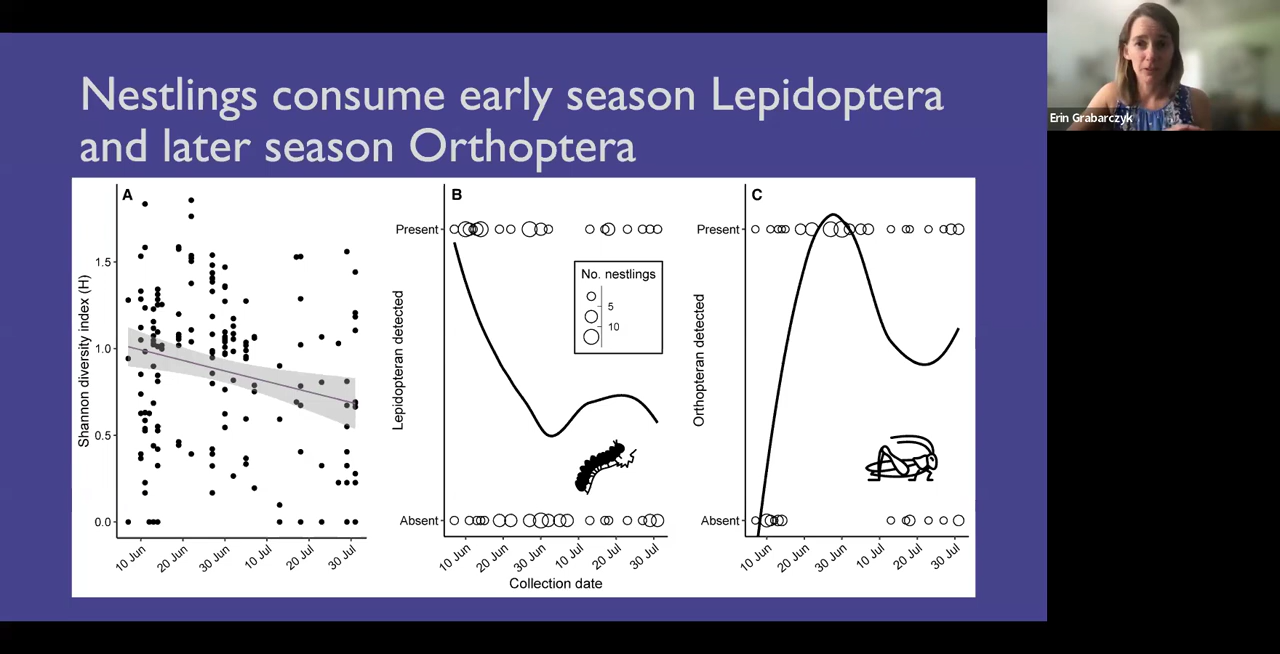 Nestlings consume early season Lepidoptera
and later season Orthoptera
Erin Grabarczyk
A
Shannon diversity index (H)
1.5
1.0
0.5
0.0
10 Jun
20 Jun
30 Jun
10 Jul
20 Jul
30 Jul
B
Lepidopteran detected
Present
Absent
No. nestlings
5
10
10 Jun
20 Jun
30 Jun
10 Jul
20 Jul
30 Jul
Collection date
C
Orthopteran detected
Present
Absent
10 Jun
20 Jun
30 Jun
10 Jul
20 Jul
30 Jul